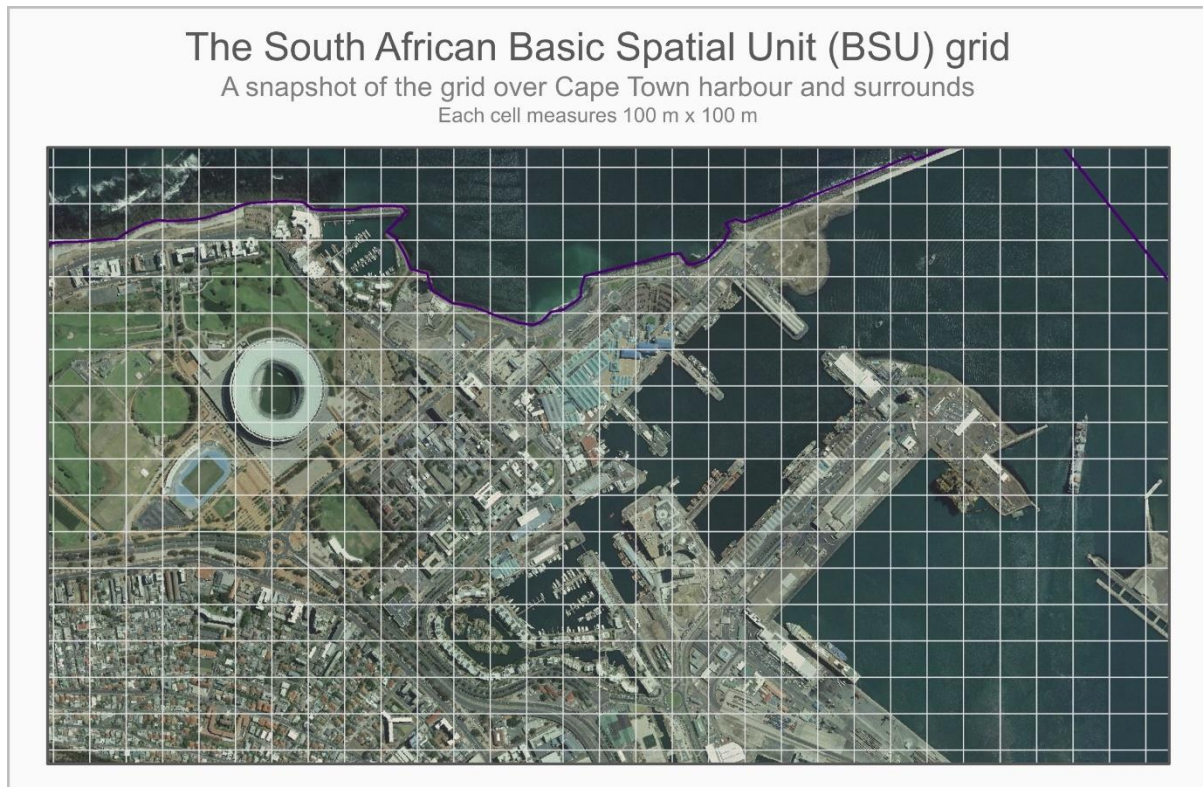 The South African Basic Spatial Unit (BSU) grid
A snapshot of the grid over Cape Town harbour and surrounds
Each cell measures 100 m x 100 m